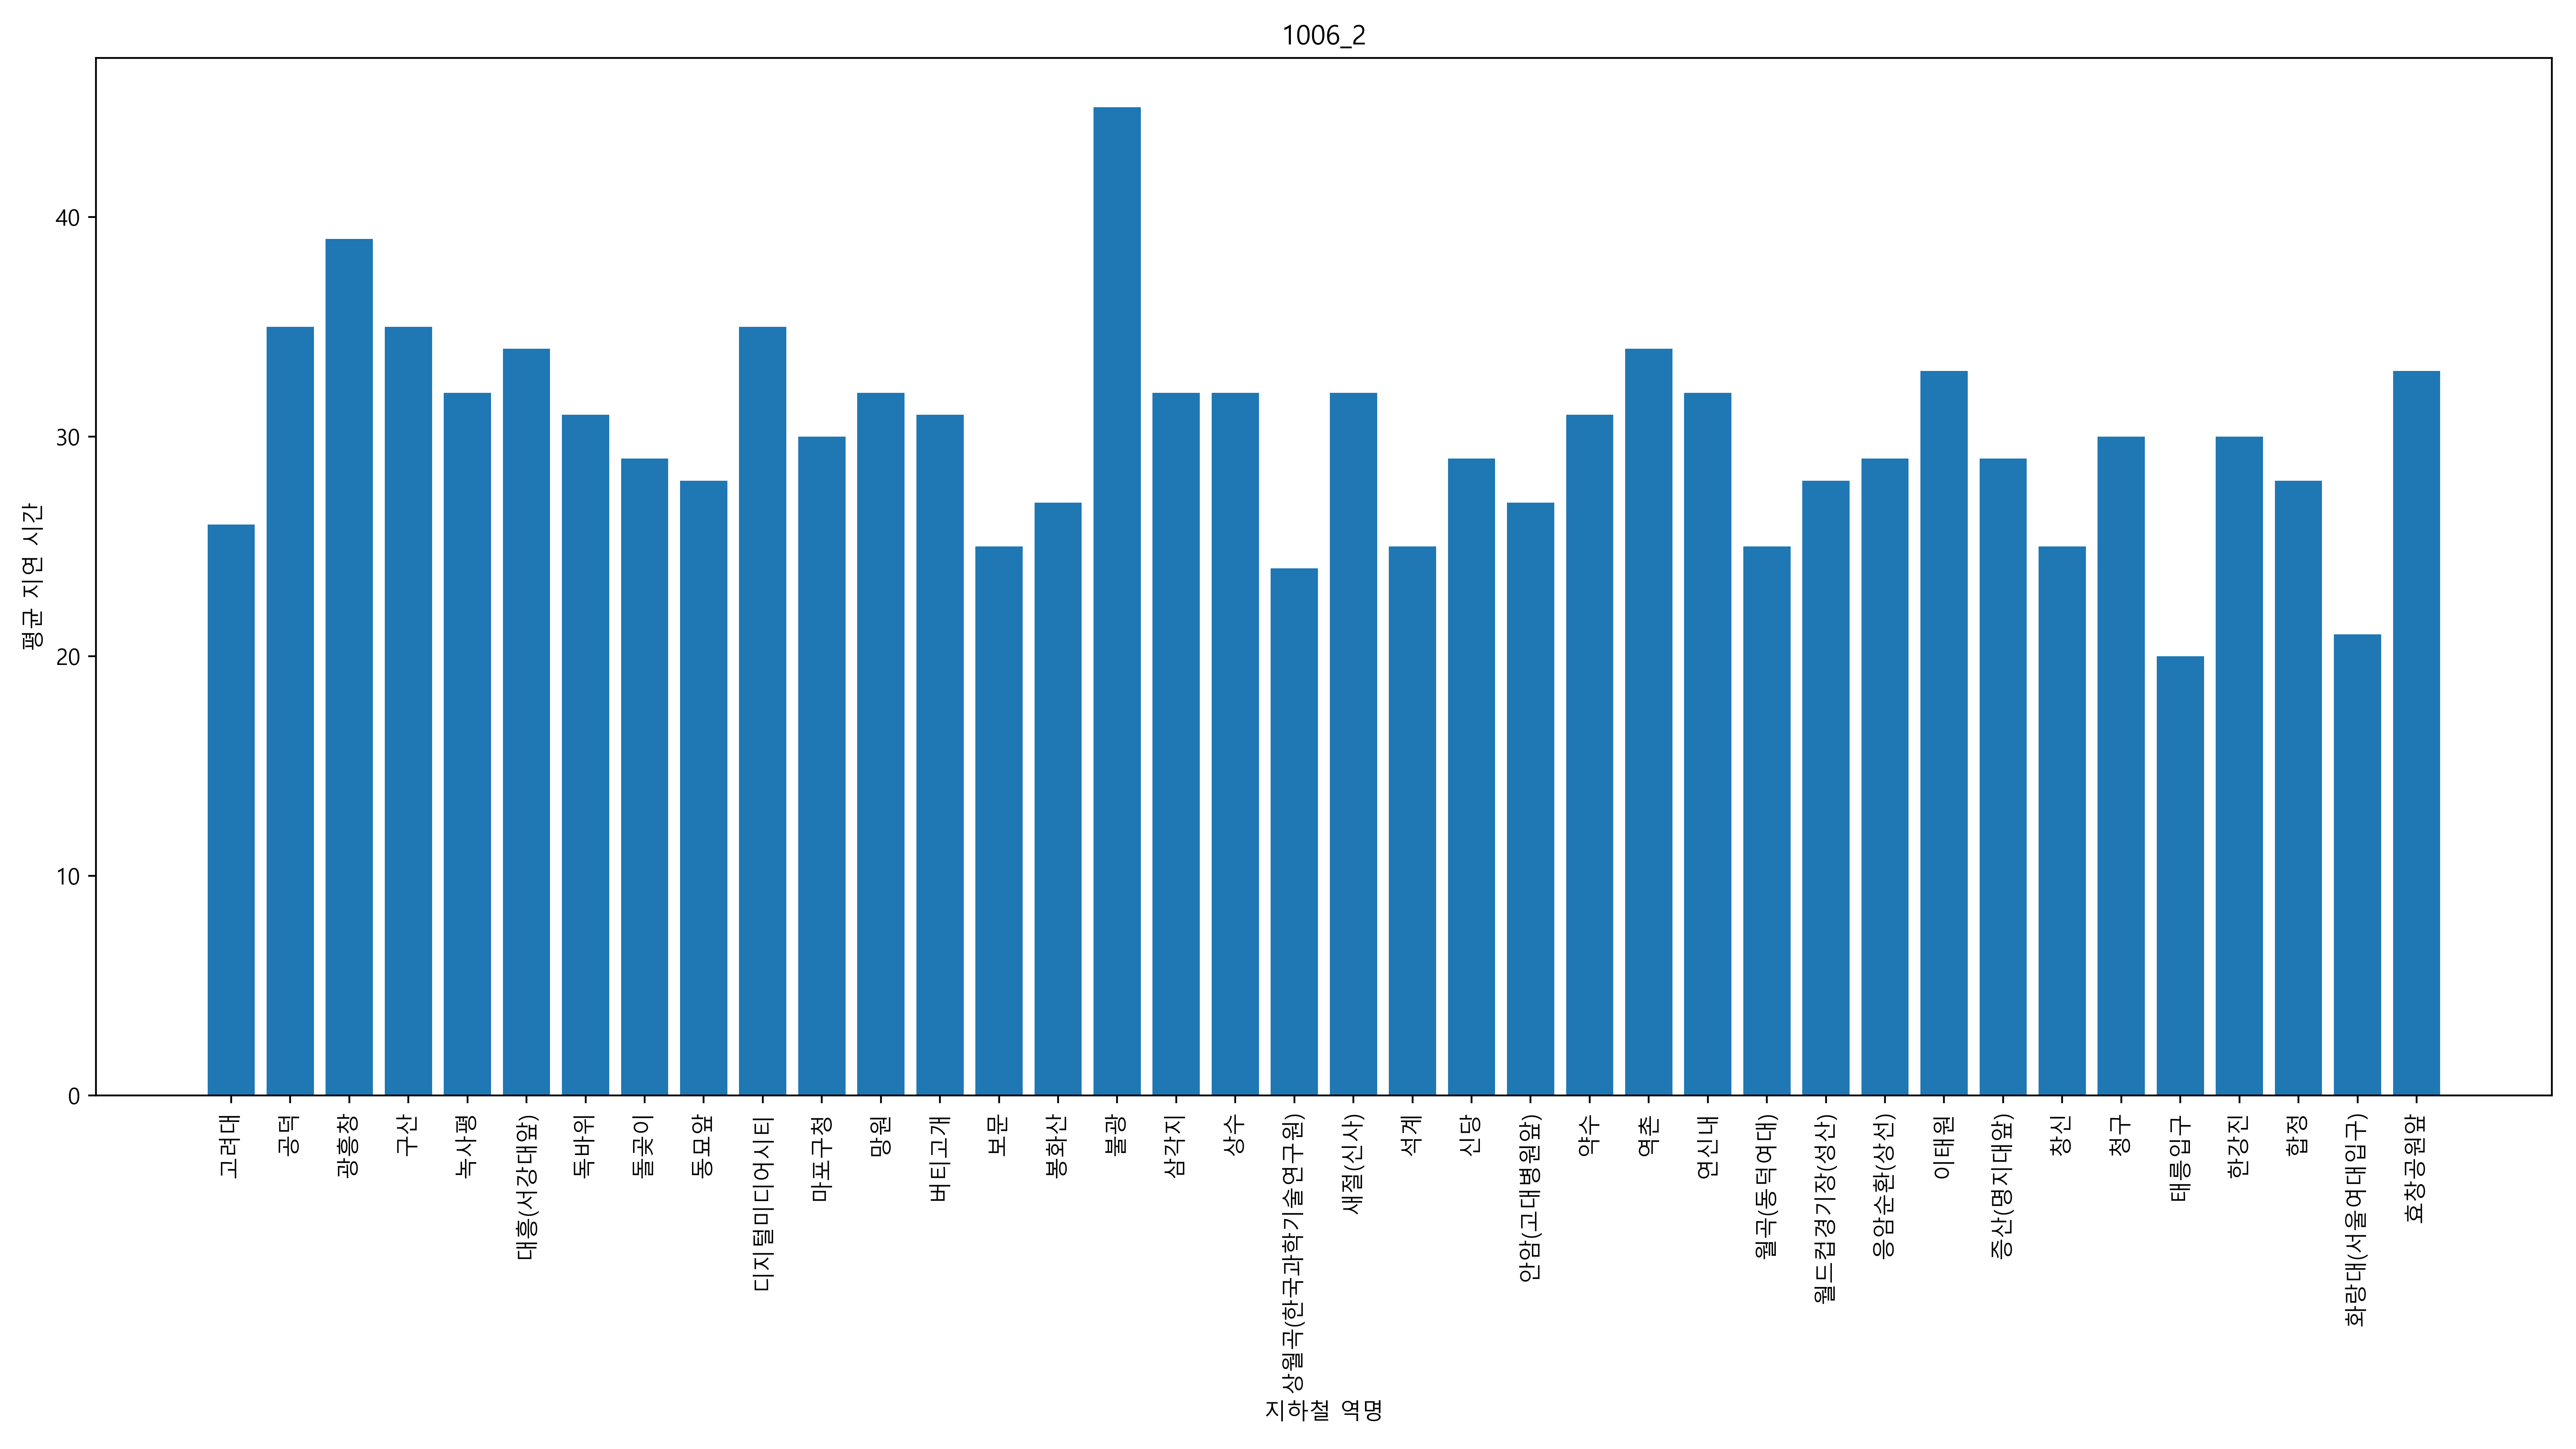 1006_2
평균 지연 시간
40
30
20
10
0
고려대
공덕
광흥창
구산
녹사평
대흥(서강대앞)
독바위
돌곶이
동묘앞
디지털미디어시티
마포구청
망원
버티고개
보문
봉화산
불광
삼각지
상수
상월곡(한국과학기술연구원)
새절(신사)
석계
신당
안암(고대병원앞)
약수
역촌
연신내
월곡(동덕여대)
월드컵경기장(성산)
응암순환(상선)
이태원
증산(명지대앞)
창신
청구
태릉입구
한강진
합정
화랑대(서울여대입구)
효창공원앞
지하철 역명